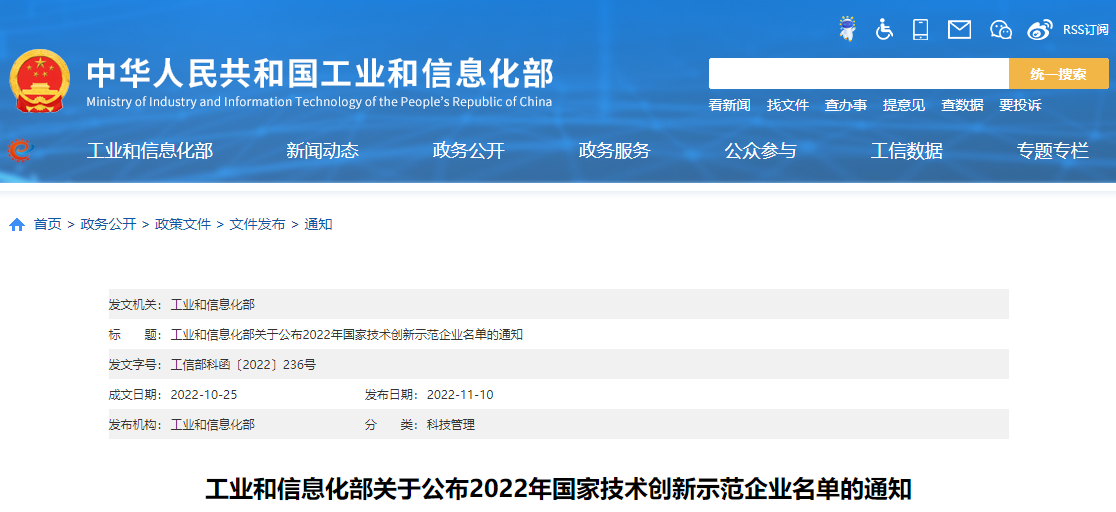 RSS订阅
中华人民共和国工业和信息化部
Ministry of Industry and Information Technology of the People's Republic of China
统一搜索
看新闻 找文件 查办事 提意见 查数据 要投诉
工业和信息化部 新闻动态 政务公开 政务服务 公众参与 工信数据 专题专栏
首页 > 政务公开 > 政策文件 > 文件发布 > 通知
发文机关： 工业和信息化部
标 题： 工业和信息化部关于公布2022年国家技术创新示范企业名单的通知
发文字号： 工信部科函〔2022〕236号
成文日期： 2022-10-25 发布日期： 2022-11-10
发布机构： 工业和信息化部 分 类： 科技管理
工业和信息化部关于公布2022年国家技术创新示范企业名单的通知